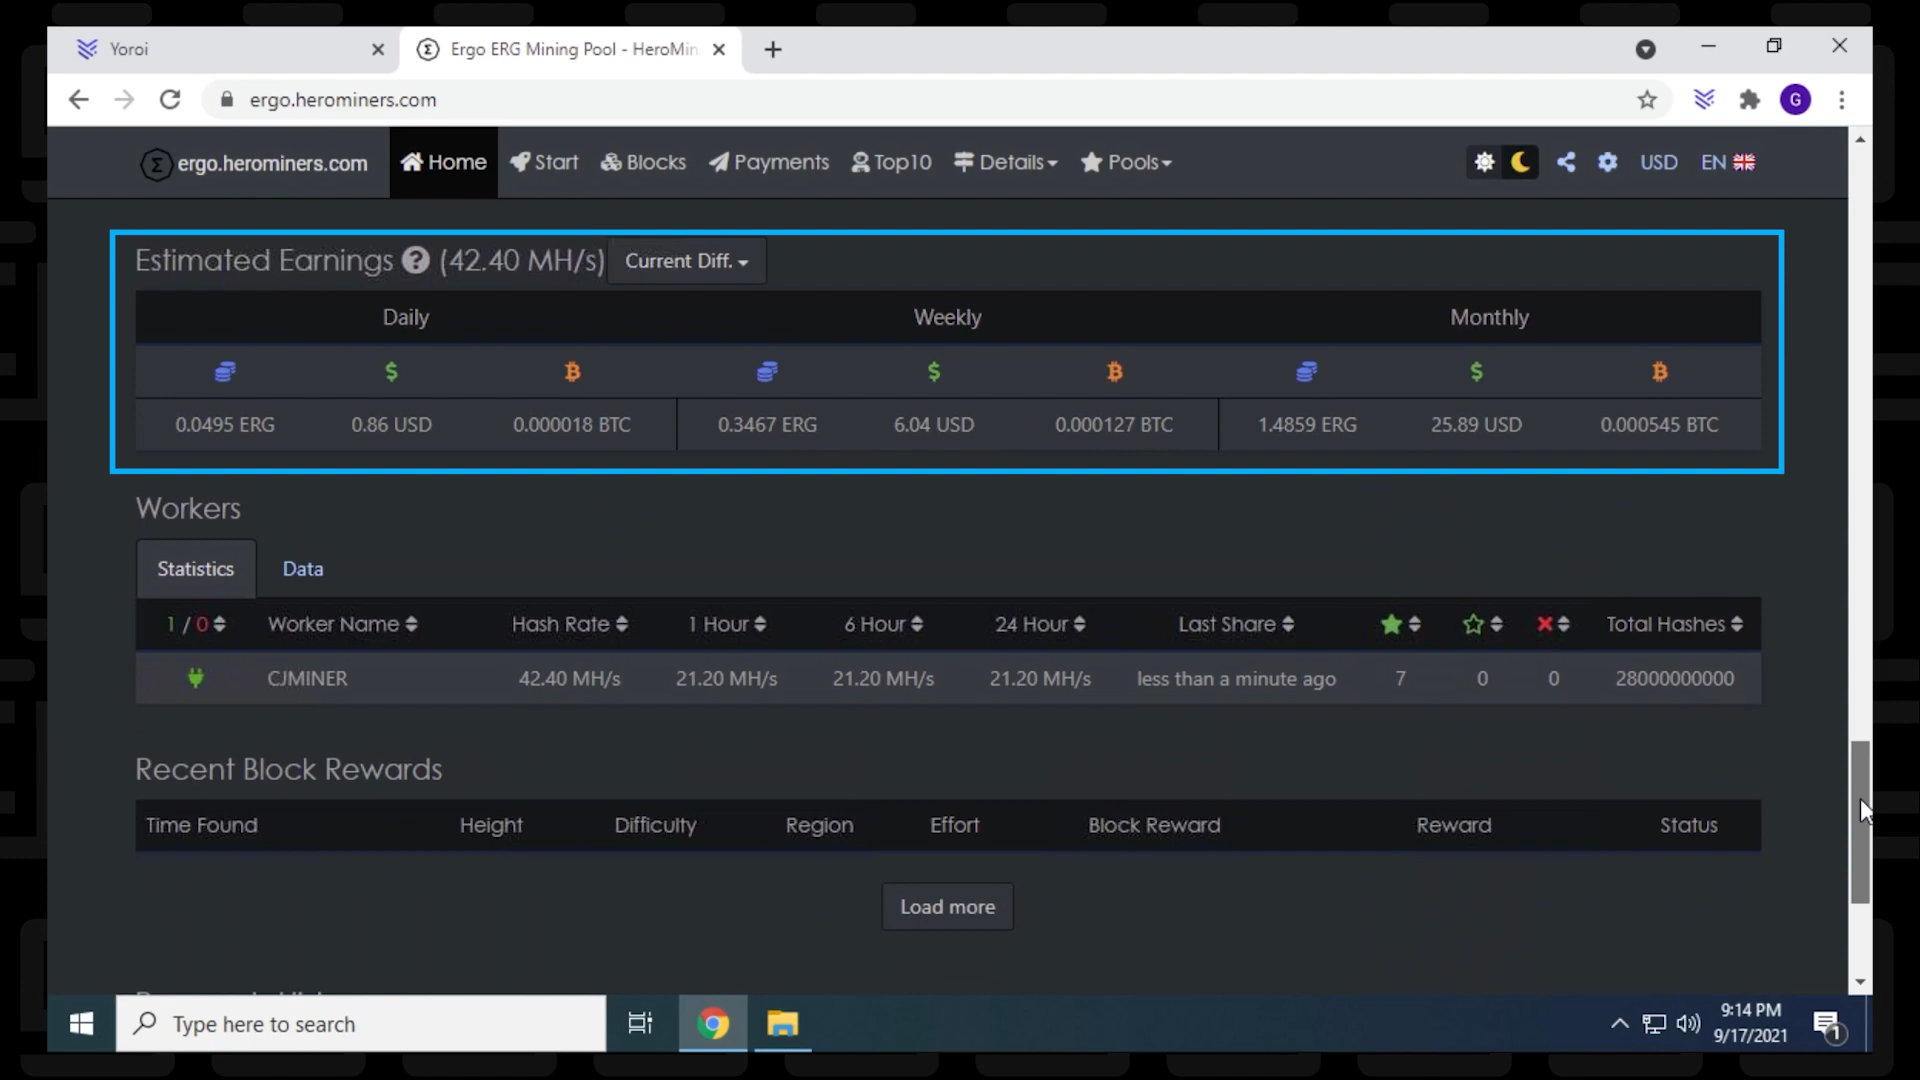 Yoroi
Ergo ERG Mining Pool - HeroMin
ergo.herominers.com
G
ergo.herominers.com Home Start Blocks Payments Top10 Details Pools USD EN
Estimated Earnings ? (42.40 MH/s) Current Diff.
Daily Weekly Monthly
$ $ $
0.0495 ERG 0.86 USD 0.000018 BTC 0.3467 ERG 6.04 USD 0.000127 BTC 1.4859 ERG 25.89 USD 0.000545 BTC
Workers
Statistics Data
1 / 0 Worker Name Hash Rate 1 Hour 6 Hour 24 Hour Last Share Total Hashes
CJMINER 42.40 MH/s 21.20 MH/s 21.20 MH/s 21.20 MH/s less than a minute ago 7 0 0 28000000000
Recent Block Rewards
Time Found Height Difficulty Region Effort Block Reward Reward Status
Load more
Type here to search
9:14 PM
9/17/2021
1